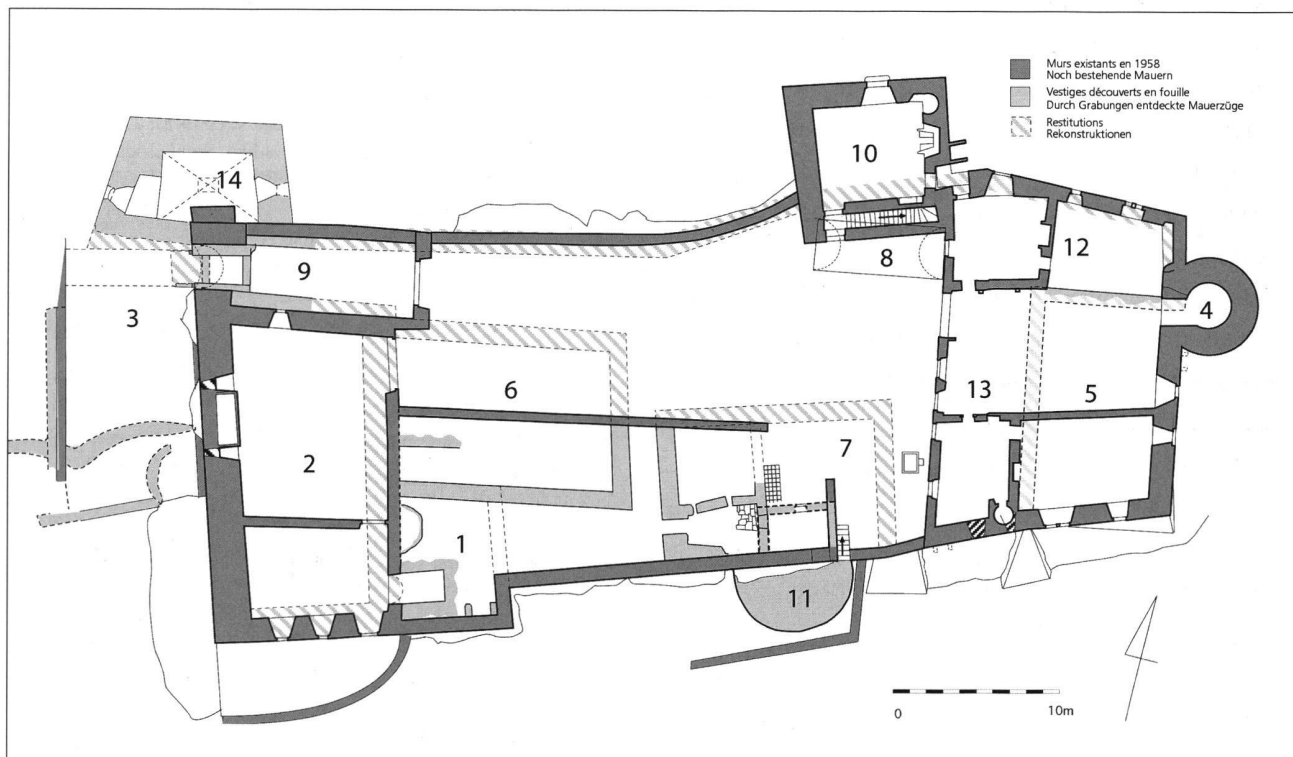 Murs existants en 1958
Noch bestehende Mauern
Vestiges découverts en fouille
Durch Grabungen entdeckte Mauerzüge
Restitutions
Rekonstruktionen
10
14
12
8
9
4
3
6
13
5
7
2
1
11
0 10m